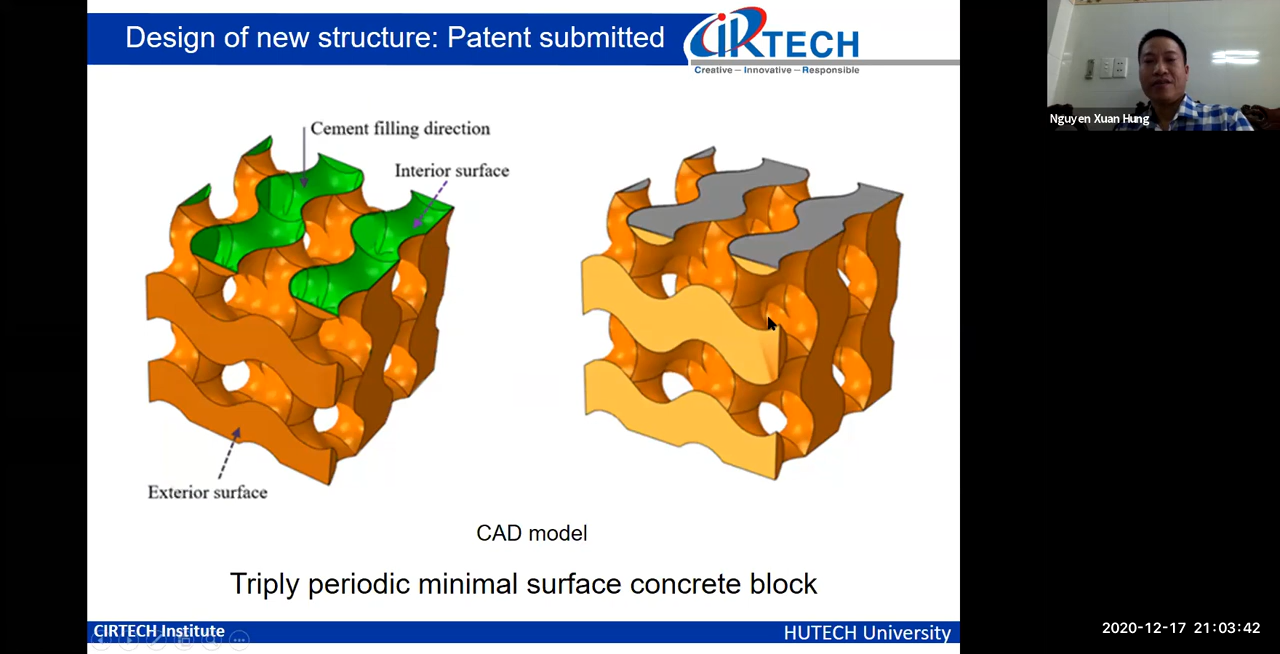 Design of new structure: Patent submitted
CIRTECH
Creative – Innovative – Responsible
Nguyen Xuan Hung
Cement filling direction
Interior surface
Exterior surface
CAD model
Triply periodic minimal surface concrete block
CIRTECH Institute
HUTECH University
2020-12-17 21:03:42